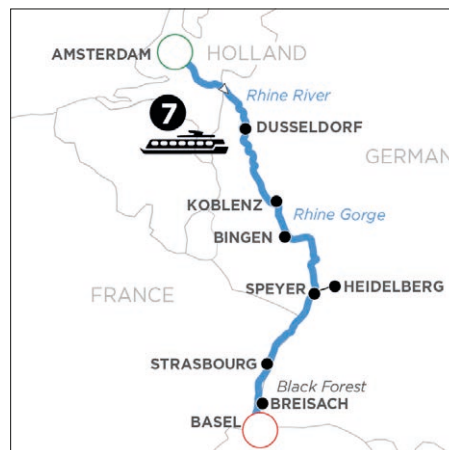 AMSTERDAM
HOLLAND
Rhine River
7
DUSSELDORF
GERMAN
KOBLENZ
Rhine Gorge
BINGEN
FRANCE
SPEYER
HEIDELBERG
STRASBOURG
Black Forest
BREISACH
BASEL